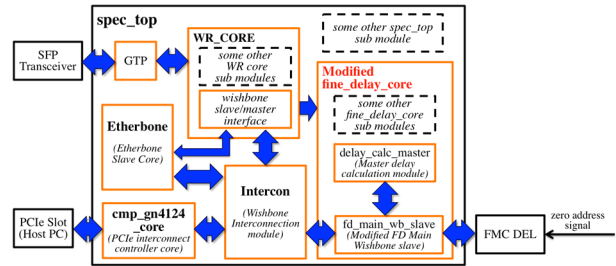 spec_top
SFP
Transceiver
GTP
WR_CORE
some other
WR core
sub modules
wishbone
slave/master
interface
some other spec_top
sub module
Modified
fine_delay_core
some other
fine_delay_core
sub modules
Etherbone
(Etherbone
Slave Core)
delay_calc_master
(Master delay
calculation module)
PCIe Slot
(Host PC)
cmp_gn4124
_core
(PCIe interconnect
controller core)
Intercon
(Wishbone
Interconnection
module)
fd_main_wb_slave
(Modified FD Main
Wishbone slave)
FMC DEL
zero address
signal